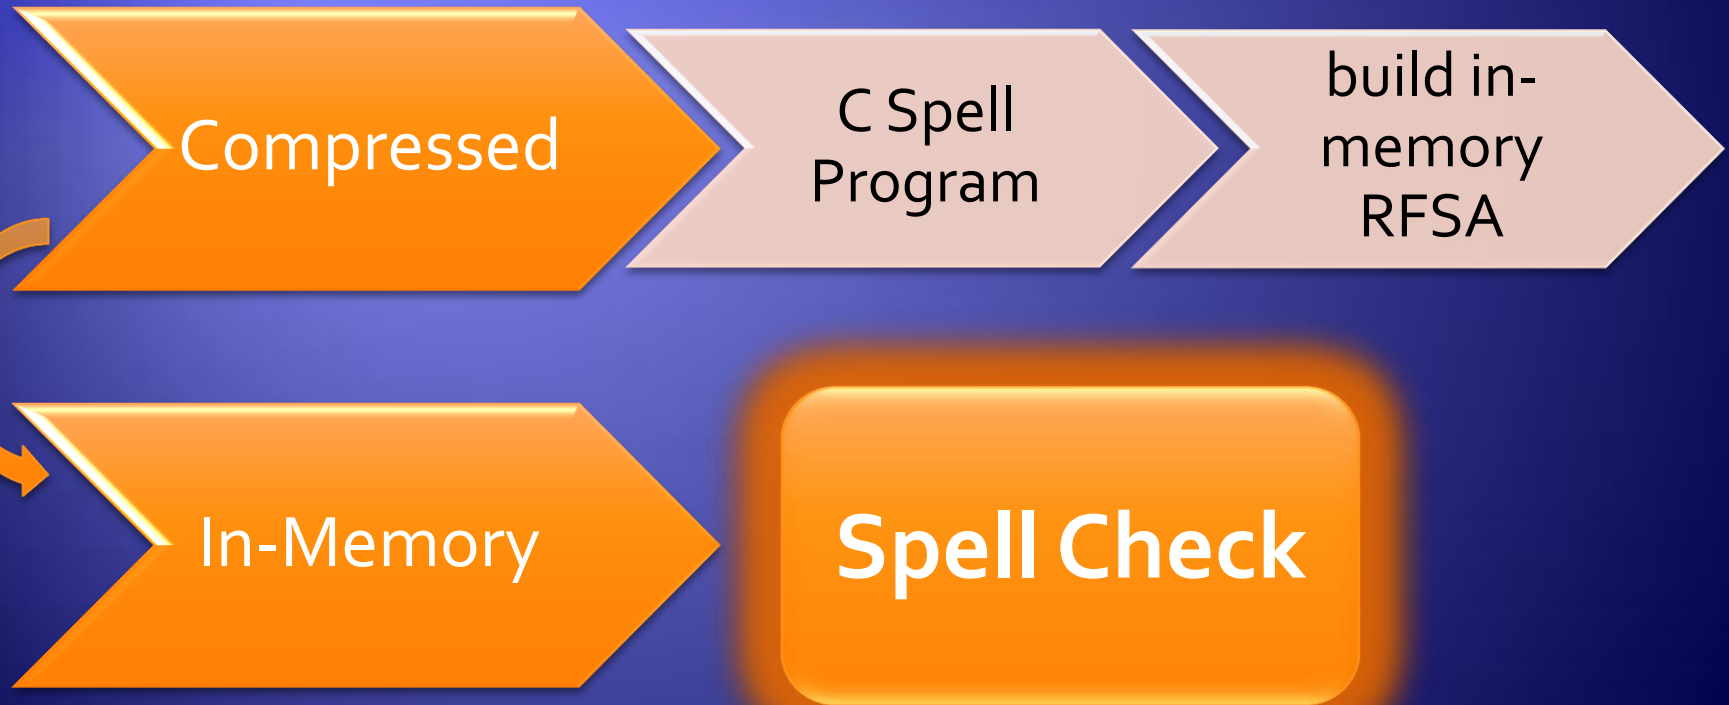 Compressed
C Spell
Program
build in-
memory
RFSA
In-Memory
Spell Check